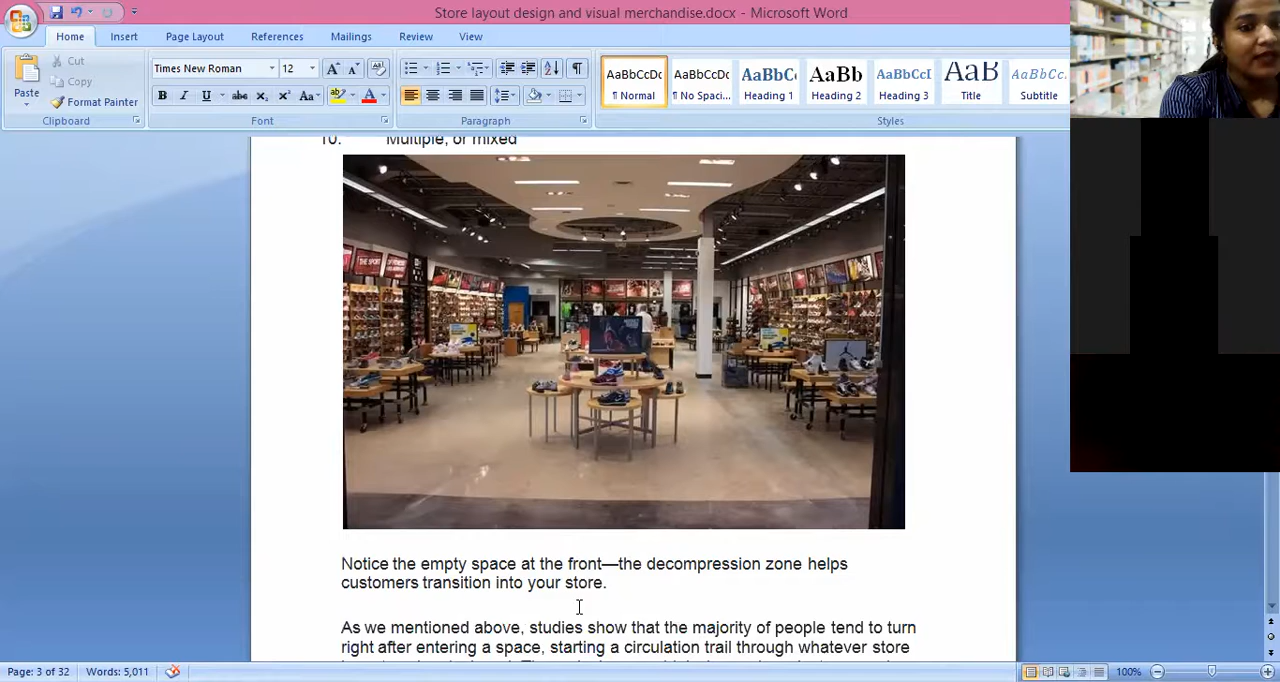 Store layout design and visual merchandise.docx - Microsoft Word
Home Insert Page Layout References Mailings Review View
Cut
Copy
Paste
Format Painter
Times New Roman 12
AaBbCcDc AaBbCcDc AaBbC AaBb AaBbCcI AaB AaBbCcI
¶ Normal ¶ No Spaci... Heading 1 Heading 2 Heading 3 Title Subtitle
Clipboard Font Paragraph Styles
10. Multiple, or mixed
Notice the empty space at the front—the decompression zone helps
customers transition into your store.
As we mentioned above, studies show that the majority of people tend to turn
right after entering a space, starting a circulation trail through whatever store
Page: 3 of 32 Words: 5,011 100%